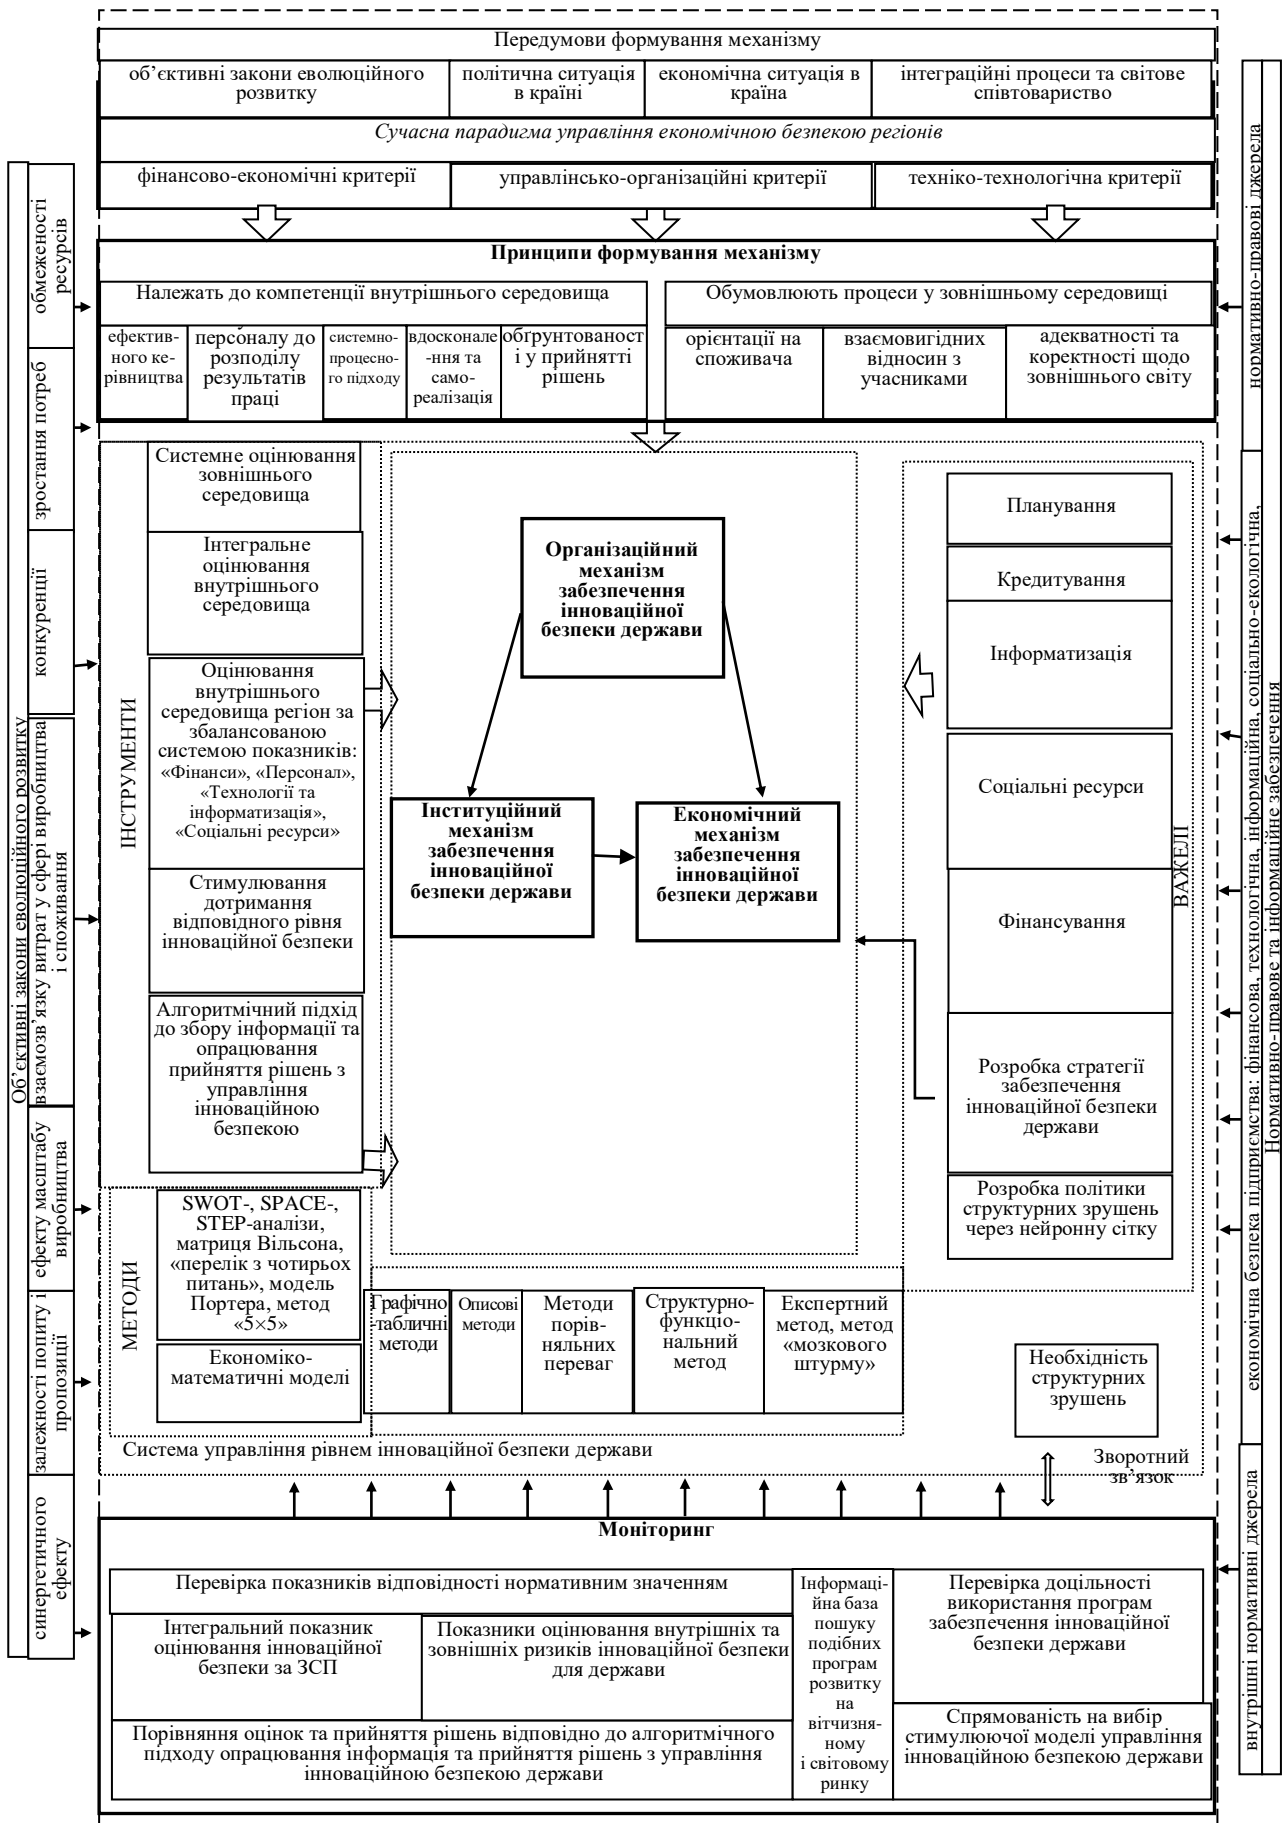 Передумови формування механізму
об’єктивні закони еволюційного
розвитку
політична ситуація
в країні
економічна ситуація в
країна
інтеграційні процеси та світове
співтовариство
Сучасна парадигма управління економічною безпекою регіонів
фінансово-економічні критерії
управлінсько-організаційні критерії
техніко-технологічна критерії
Принципи формування механізму
Належать до компетенції внутрішнього середовища
Обумовлюють процеси у зовнішньому середовищі
ефектив-
ного ке-
рівництва
персоналу до
розподілу
результатів
праці
системно-
процесно-
го підходу
вдосконале
-ння та
само-
реалізація
обґрунтованост
і у прийнятті
рішень
орієнтації на
споживача
взаємовигідних
відносин з
учасниками
адекватності та
коректності щодо
зовнішнього світу
Об’єктивні закони еволюційного розвитку
обмеженості
ресурсів
зростання потреб
конкуренції
взаємозв’язку витрат у сфері виробництва
і споживання
ефекту масштабу
виробництва
залежності попиту і
пропозиції
синергетичного
ефекту
ІНСТРУМЕНТИ
Системне оцінювання
зовнішнього
середовища
Інтегральне
оцінювання
внутрішнього
середовища
Оцінювання
внутрішнього
середовища регіон за
збалансованою
системою показників:
«Фінанси», «Персонал»,
«Технології та
інформатизація»,
«Соціальні ресурси»
Стимулювання
дотримання
відповідного рівня
інноваційної безпеки
Алгоритмічний підхід
до збору інформації та
опрацювання
прийняття рішень з
управління
інноваційною
безпекою
Організаційний
механізм
забезпечення
інноваційної
безпеки держави
Інституційний
механізм
забезпечення
інноваційної
безпеки держави
Економічний
механізм
забезпечення
інноваційної
безпеки держави
ВАЖЕЛІ
Планування
Кредитування
Інформатизація
Соціальні ресурси
Фінансування
Розробка стратегії
забезпечення
інноваційної безпеки
держави
Розробка політики
структурних зрушень
через нейронну сітку
МЕТОДИ
SWOT-, SPACE-,
STEP-аналізи,
матриця Вільсона,
«перелік з чотирьох
питань», модель
Портера, метод
«5×5»
Економіко-
математичні моделі
Графічно
-табличні
методи
Описові
методи
Методи
порів-
няльних
переваг
Структурно-
функціо-
нальний
метод
Експертний
метод, метод
«мозкового
штурму»
Необхідність
структурних
зрушень
Система управління рівнем інноваційної безпеки держави
Зворотний
зв’язок
Моніторинг
Перевірка показників відповідності нормативним значенням
Інтегральний показник
оцінювання інноваційної
безпеки за ЗСП
Показники оцінювання внутрішніх та
зовнішніх ризиків інноваційної безпеки
для держави
Порівняння оцінок та прийняття рішень відповідно до алгоритмічного
підходу опрацювання інформація та прийняття рішень з управління
інноваційною безпекою держави
Інформаці-
йна база
пошуку
подібних
програм
розвитку
на
вітчизня-
ному
і світовому
ринку
Перевірка доцільності
використання програм
забезпечення інноваційної
безпеки держави
Спрямованість на вибір
стимулюючої моделі управління
інноваційною безпекою держави
нормативно-правові джерела
економічна безпека підприємства: фінансова, технологічна, інформаційна, соціально-екологічна,
внутрішні нормативні джерела
Нормативно-правове та інформаційне забезпечення